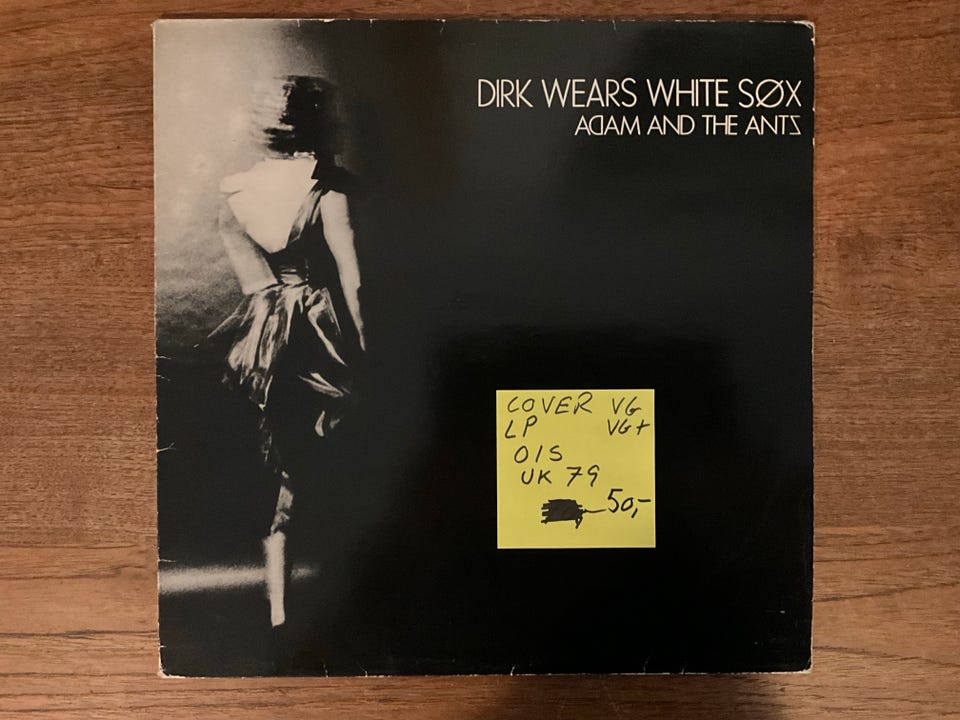 DIRK WEARS WHITE SØX
ADAM AND THE ANTS
COVER VG
LP VG+
OIS
UK 79
50,-